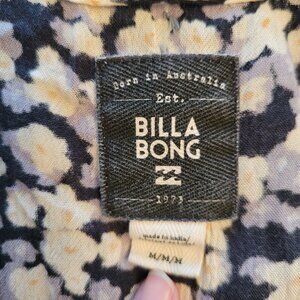 Born in Australia
Est.
BILLA
BONG
1973
made in india/
M/M/M